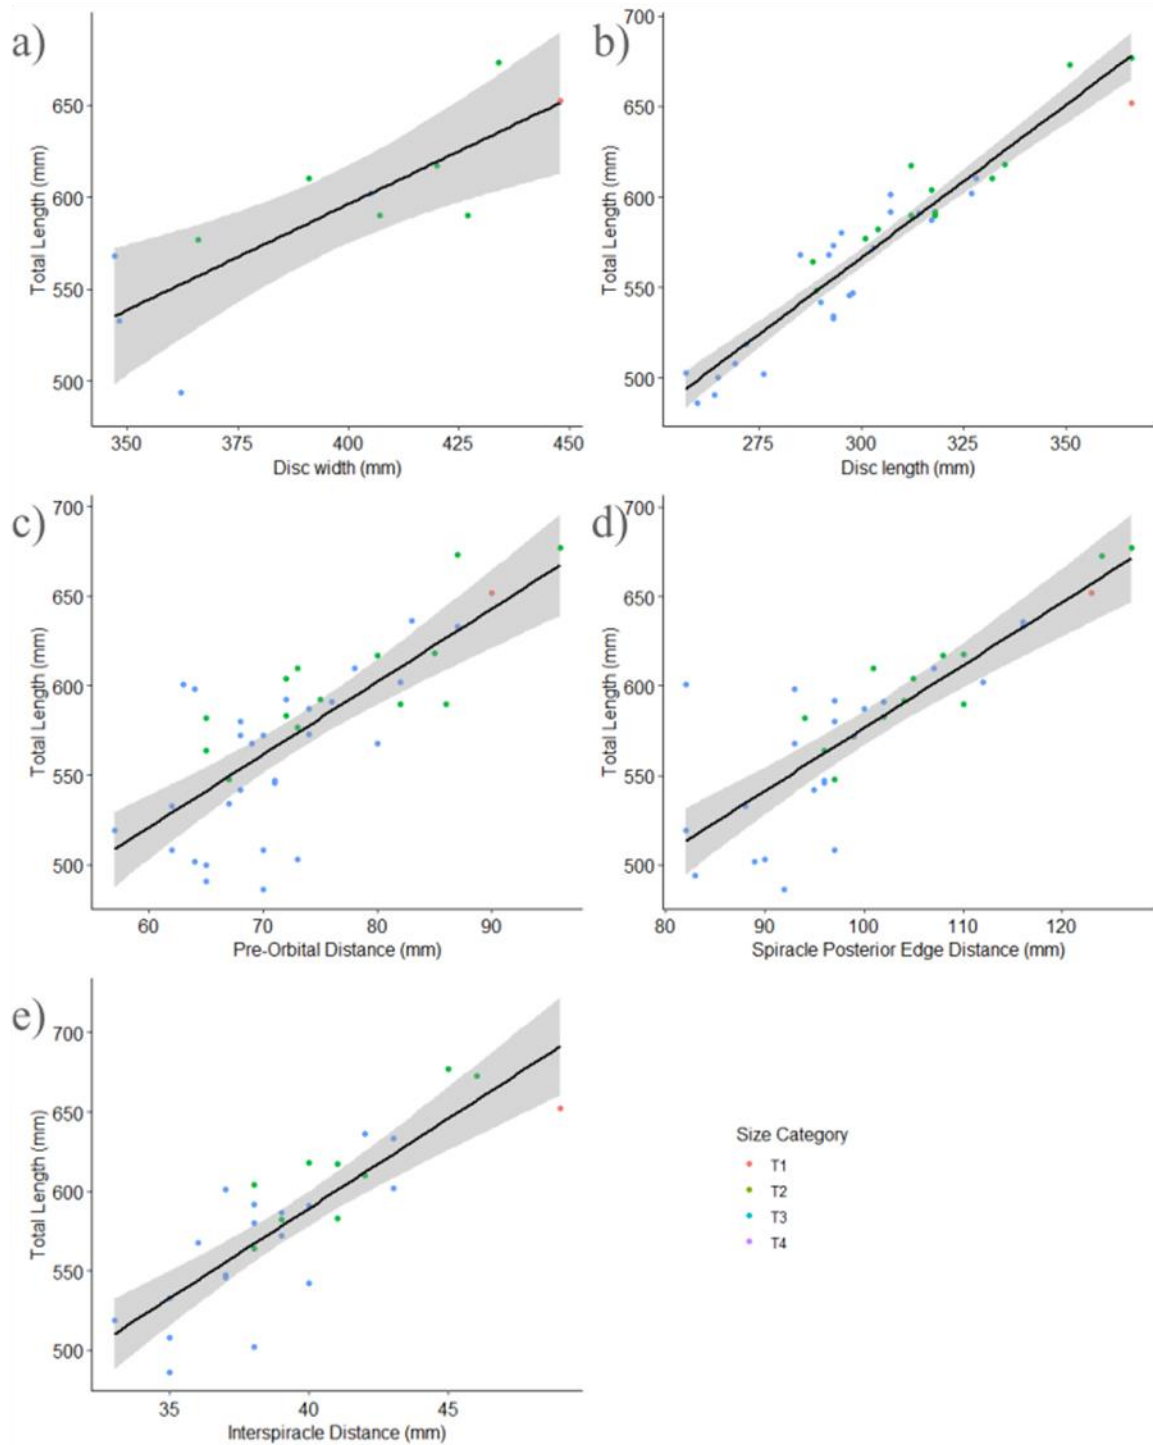 a)
Total Length (mm)
650
600
550
500
350 375 400 425 450
Disc width (mm)
b)
Total Length (mm)
700
650
600
550
500
275 300 325 350
Disc length (mm)
c)
Total Length (mm)
700
650
600
550
500
60 70 80 90
Pre-Orbital Distance (mm)
d)
Total Length (mm)
700
650
600
550
500
80 90 100 110 120
Spiracle Posterior Edge Distance (mm)
e)
Total Length (mm)
700
650
600
550
500
35 40 45
Interspiracle Distance (mm)
Size Category
T1
T2
T3
T4